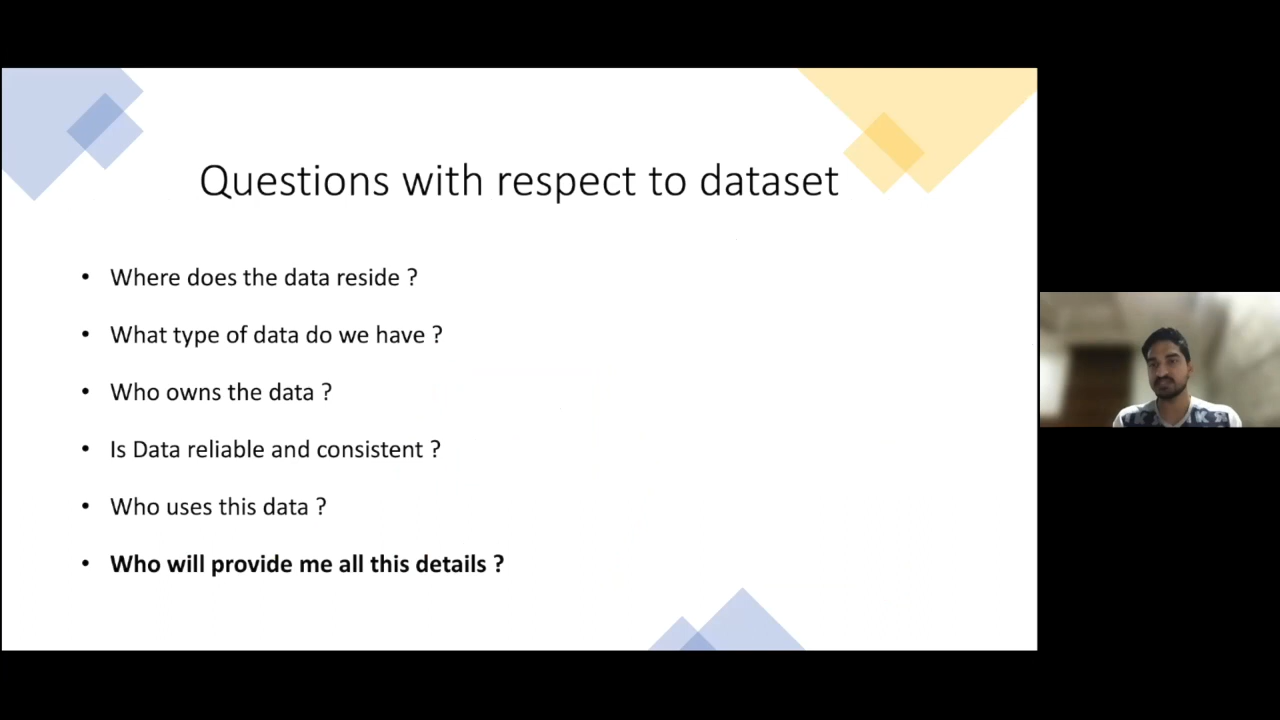 Questions with respect to dataset
• Where does the data reside ?
• What type of data do we have ?
• Who owns the data ?
• Is Data reliable and consistent ?
• Who uses this data ?
• Who will provide me all this details ?